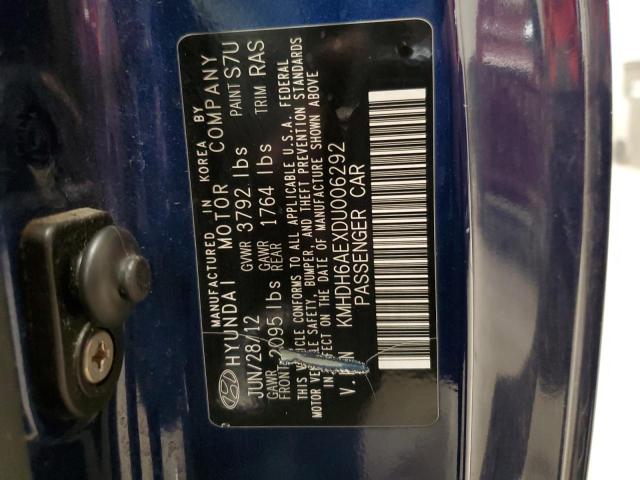 MANUFACTURED IN KOREA BY
HYUNDAI MOTOR COMPANY
JUN/28/12 GVWR 3792 lbs PAINT S7U
GAWR FRONT 2095 lbs GAWR REAR 1764 lbs TRIM RAS
THIS VEHICLE CONFORMS TO ALL APPLICABLE U.S.A. FEDERAL
MOTOR VEHICLE SAFETY, BUMPER, AND THEFT PREVENTION STANDARDS
IN EFFECT ON THE DATE OF MANUFACTURE SHOWN ABOVE
V.I.N KMHDH6AEXDU006292
PASSENGER CAR